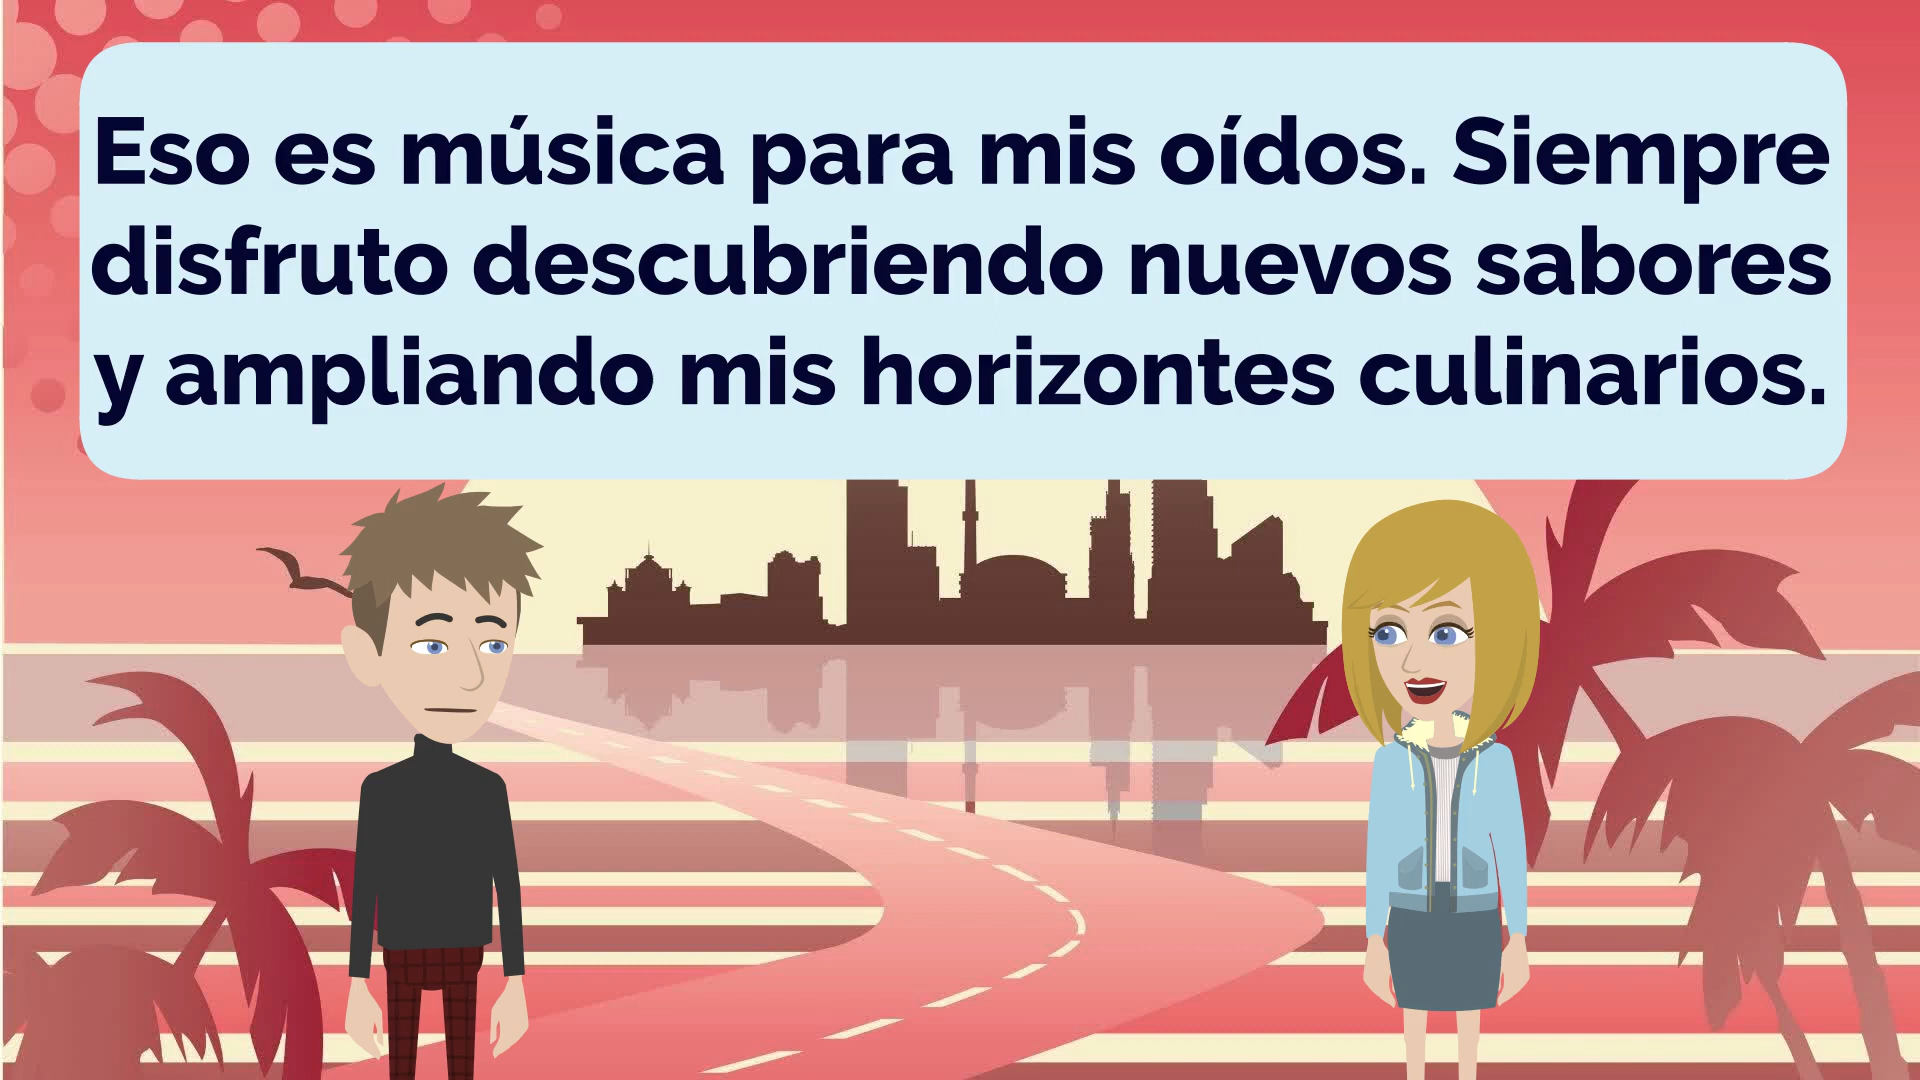 Eso es música para mis oídos. Siempre
disfruto descubriendo nuevos sabores
y ampliando mis horizontes culinarios.